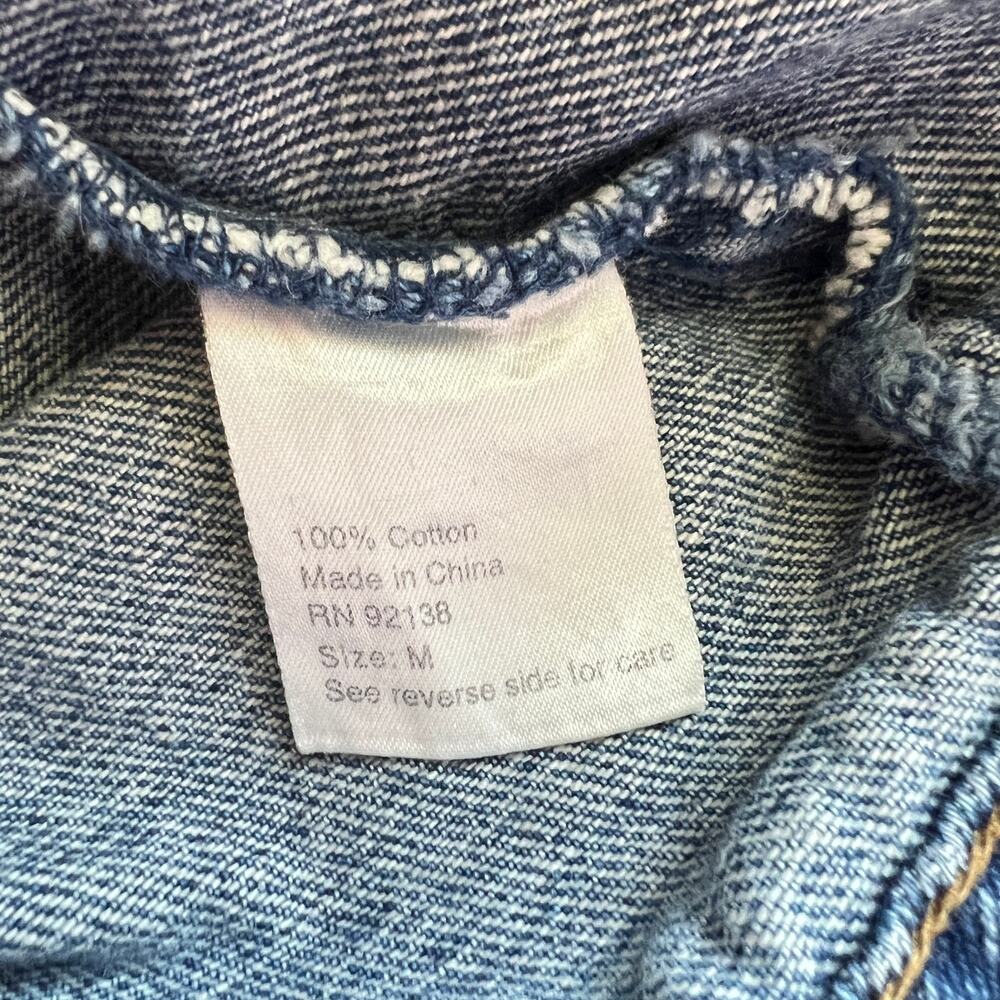 100% Cotton
Made in China
RN 92138
Size: M
See reverse side for care